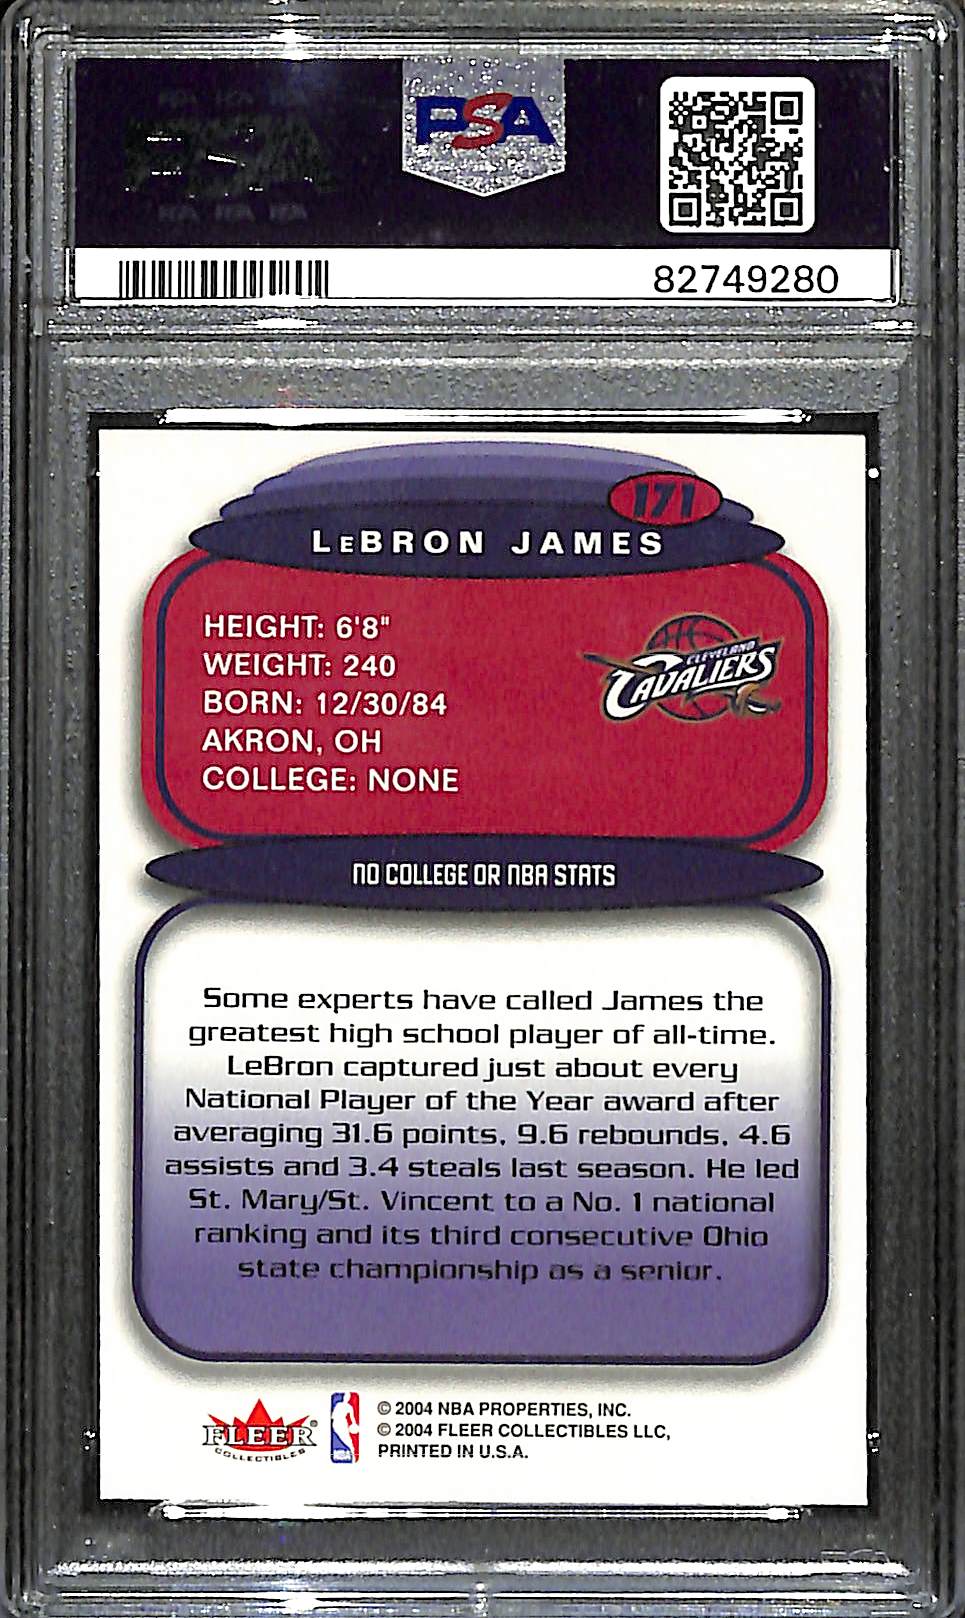 PSA
82749280
171
LEBRON JAMES
HEIGHT: 6'8"
WEIGHT: 240
BORN: 12/30/84
AKRON, OH
COLLEGE: NONE
CLEVELAND
CAVALIERS
NO COLLEGE OR NBA STATS
Some experts have called James the
greatest high school player of all-time.
LeBron captured just about every
National Player of the Year award after
averaging 31.6 points, 9.6 rebounds, 4.6
assists and 3.4 steals last season. He led
St. Mary/St. Vincent to a No. 1 national
ranking and its third consecutive Ohio
state championship as a senior.
FLEER®
COLLECTIBLES
NBA
© 2004 NBA PROPERTIES, INC.
© 2004 FLEER COLLECTIBLES LLC,
PRINTED IN U.S.A.